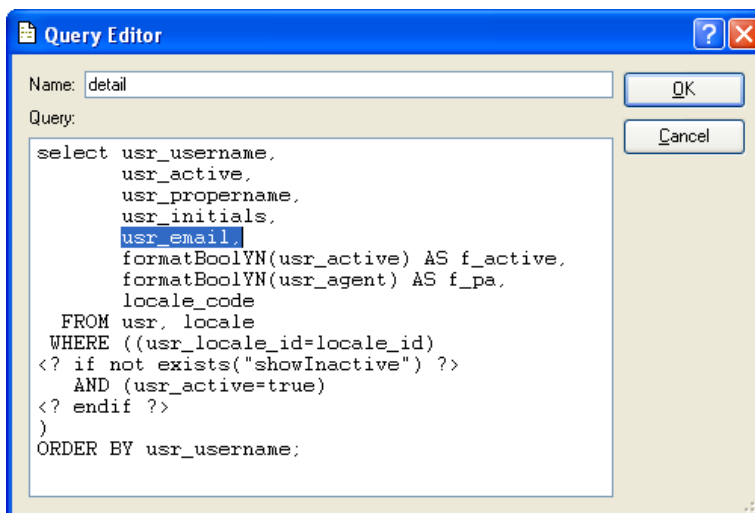 Query Editor
Name: detail
OK
Query:
Cancel
select usr_username,
usr_active,
usr_propername,
usr_initials,
usr_email,
formatBoolYN(usr_active) AS f_active,
formatBoolYN(usr_agent) AS f_pa,
locale_code
FROM usr, locale
WHERE ((usr_locale_id=locale_id)
<? if not exists("showInactive") ?>
AND (usr_active=true)
<? endif ?>
)
ORDER BY usr_username;